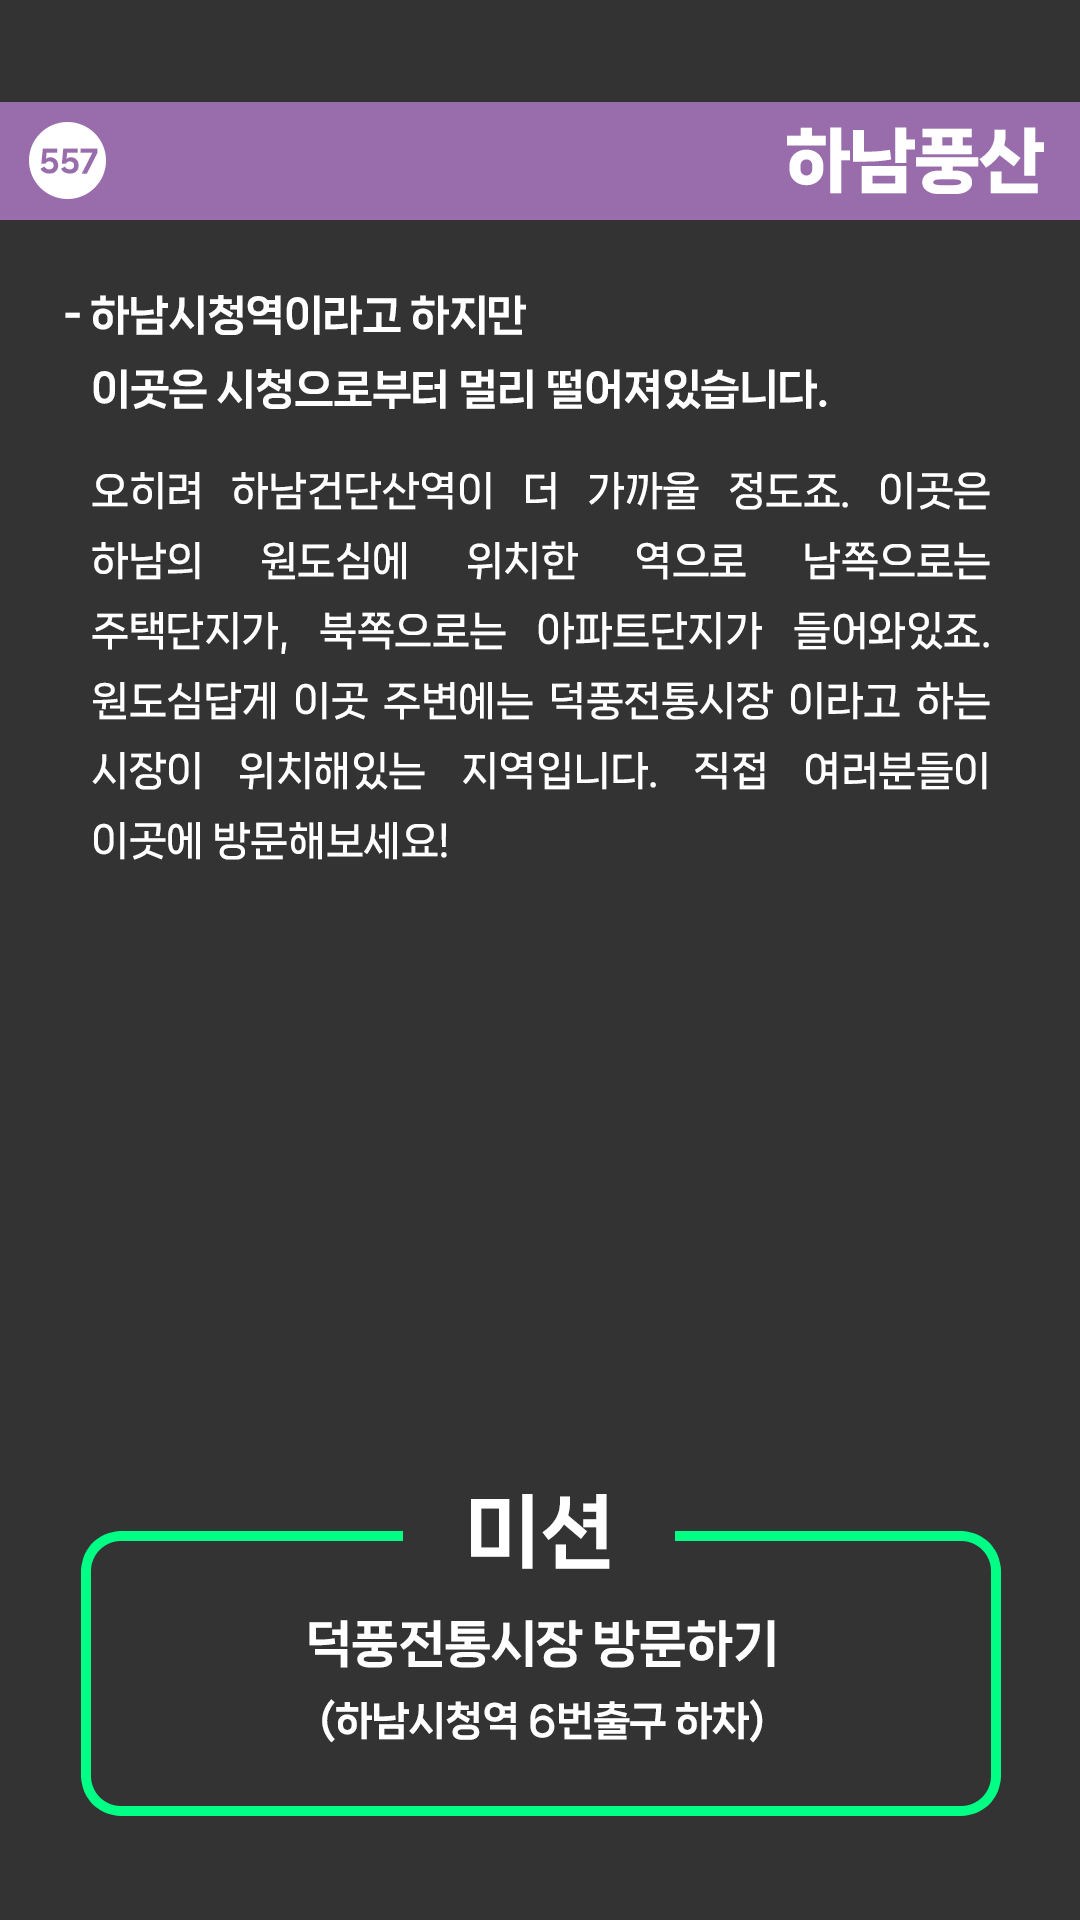 557
하남풍산
- 하남시청역이라고 하지만
이곳은 시청으로부터 멀리 떨어져있습니다.
오히려 하남건단산역이 더 가까울 정도죠. 이곳은
하남의 원도심에 위치한 역으로 남쪽으로는
주택단지가, 북쪽으로는 아파트단지가 들어와있죠.
원도심답게 이곳 주변에는 덕풍전통시장 이라고 하는
시장이 위치해있는 지역입니다. 직접 여러분들이
이곳에 방문해보세요!
미션
덕풍전통시장 방문하기
(하남시청역 6번출구 하차)